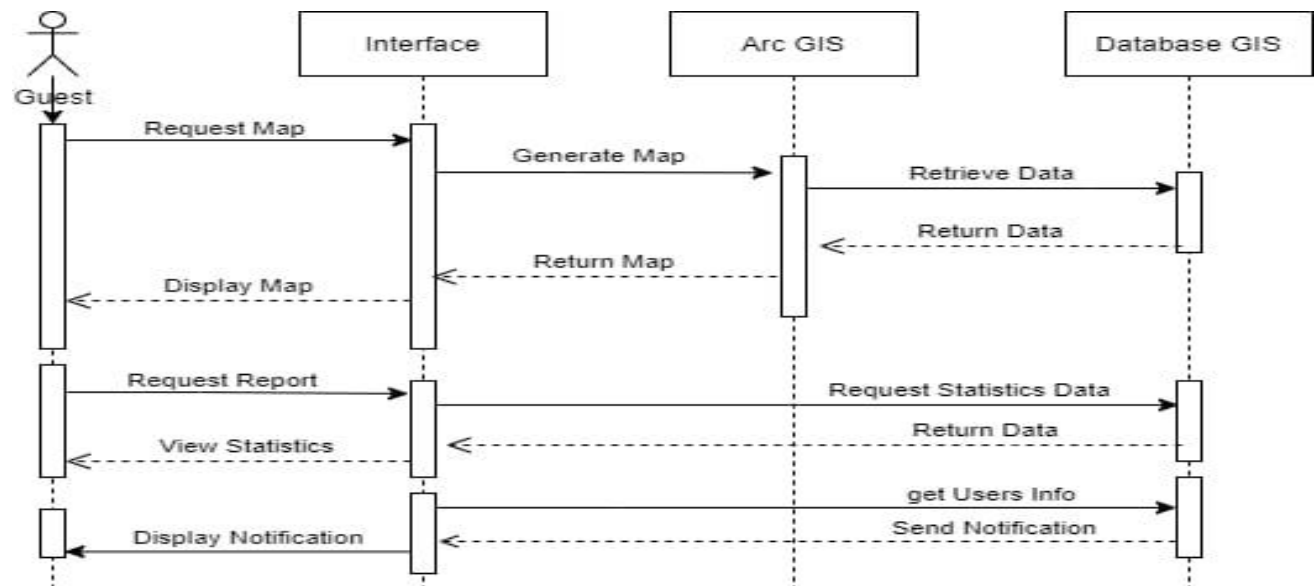 Interface
Arc GIS
Database GIS
Guest
Request Map
Generate Map
Retrieve Data
Return Data
Return Map
Display Map
Request Report
Request Statistics Data
Return Data
View Statistics
get Users Info
Send Notification
Display Notification